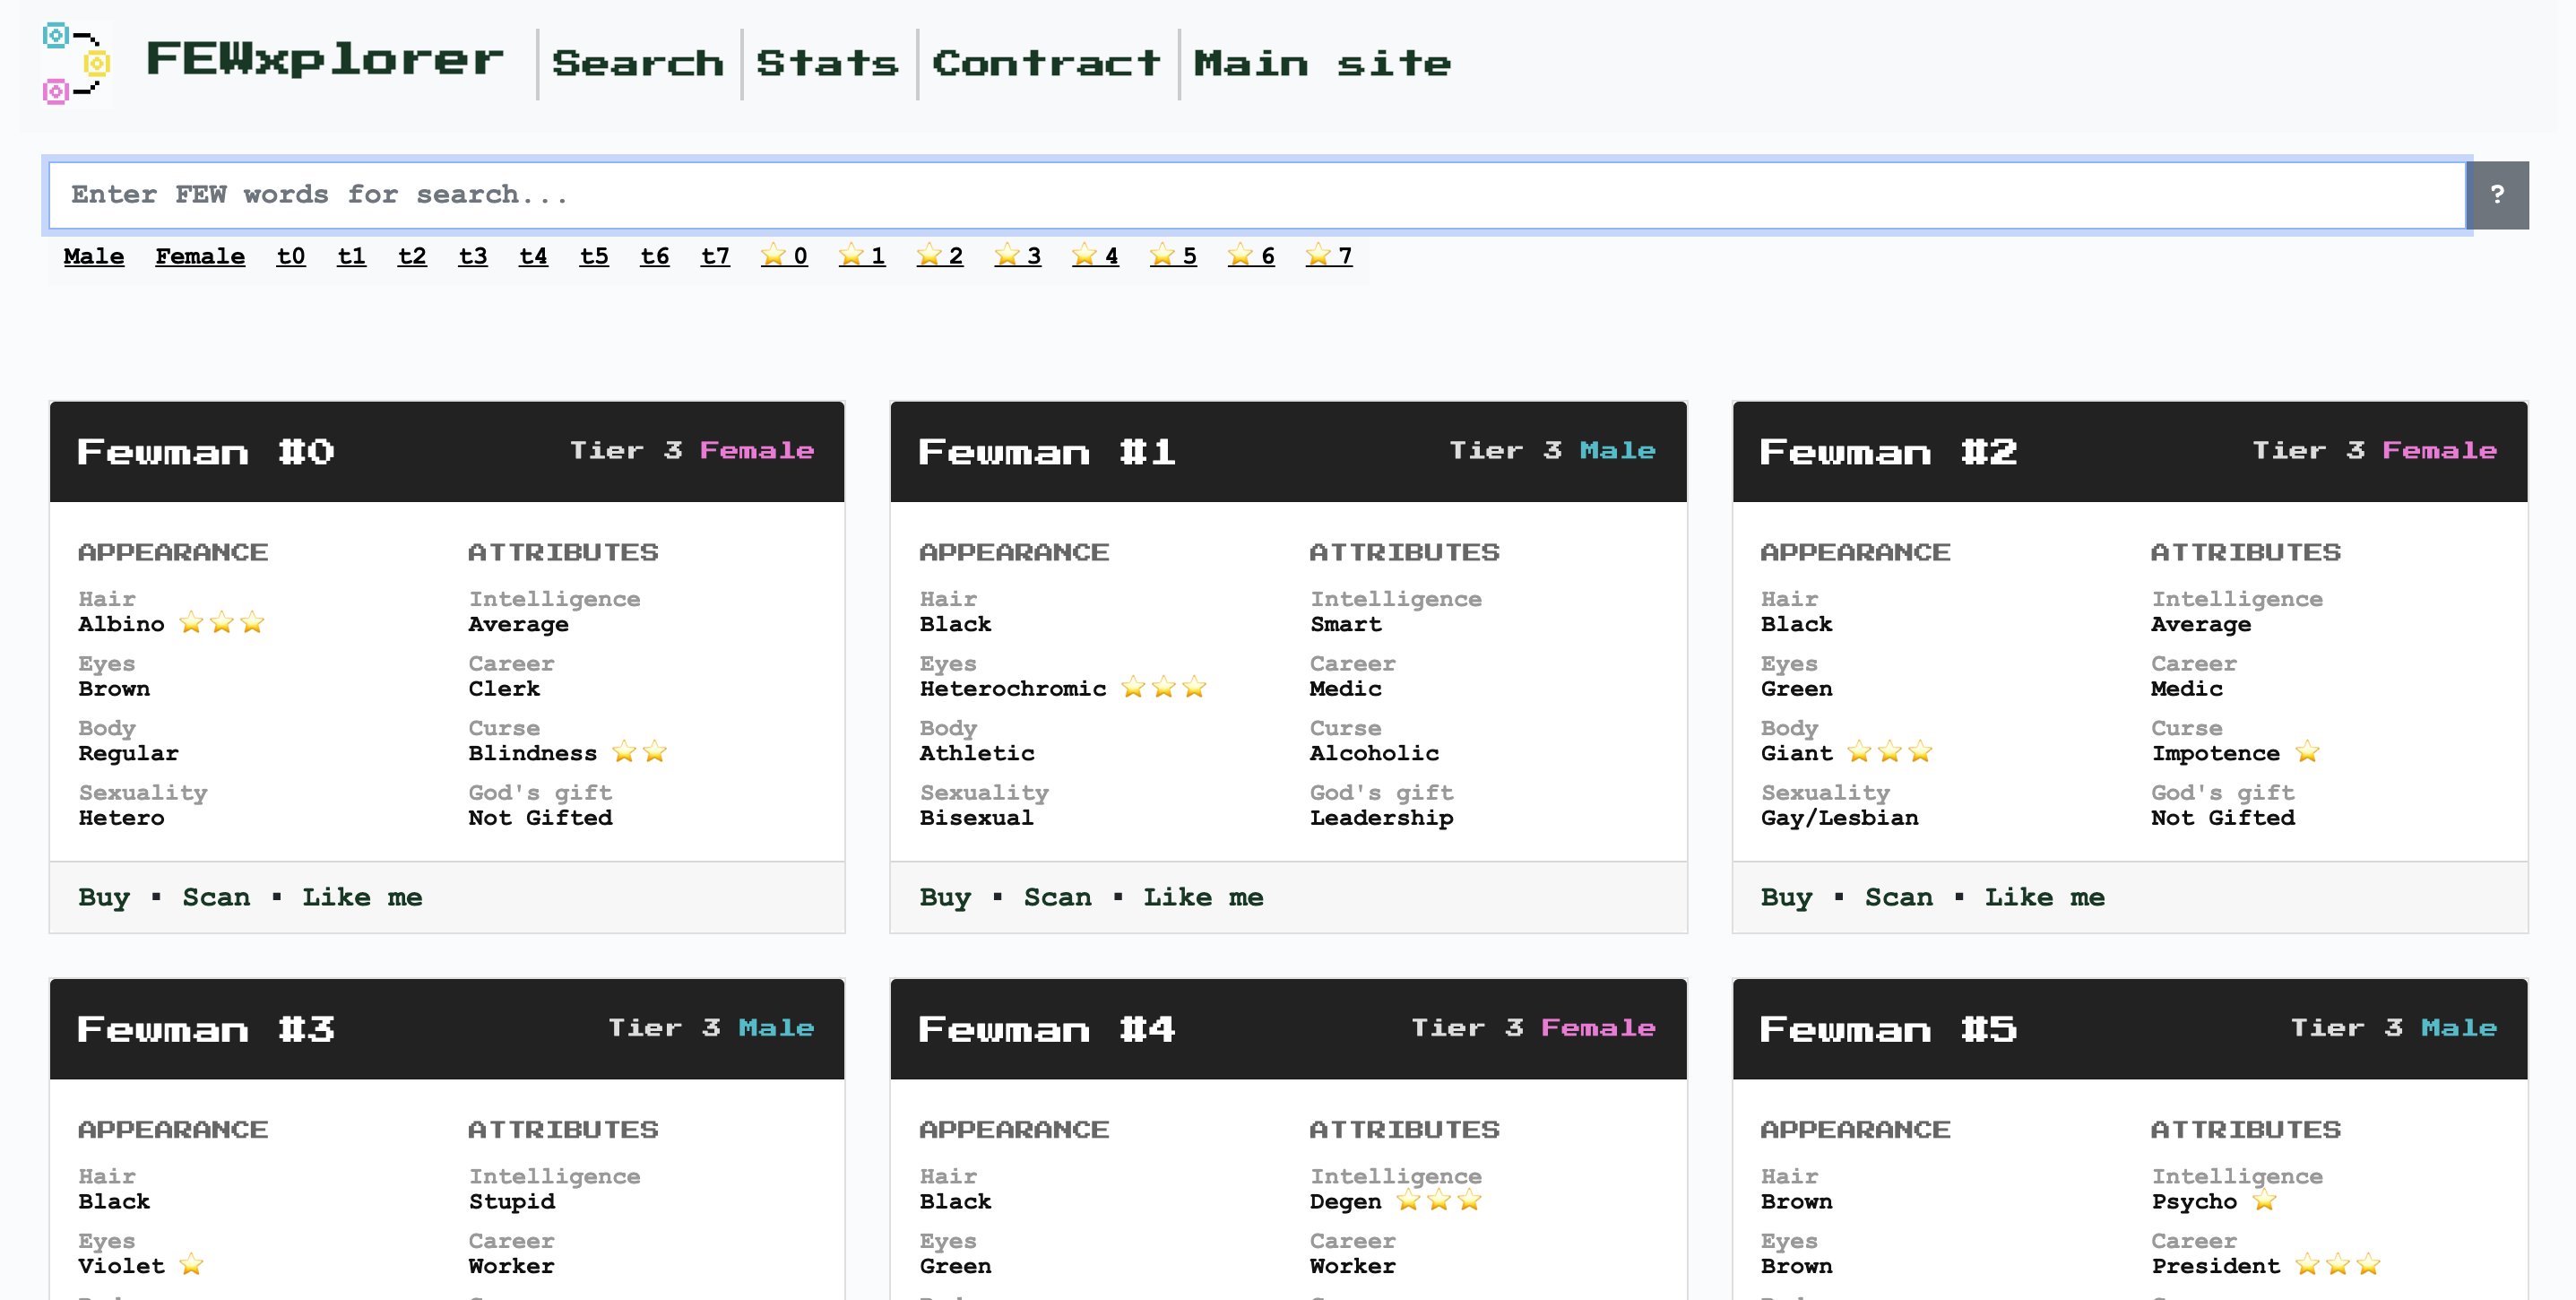 FEWxplorer Search Stats Contract Main site
Enter FEW words for search... ?
Male Female t0 t1 t2 t3 t4 t5 t6 t7 ⭐0 ⭐1 ⭐2 ⭐3 ⭐4 ⭐5 ⭐6 ⭐7
Fewman #0 Tier 3 Female
APPEARANCE ATTRIBUTES
Hair Intelligence
Albino ⭐⭐⭐ Average
Eyes Career
Brown Clerk
Body Curse
Regular Blindness ⭐⭐
Sexuality God's gift
Hetero Not Gifted
Buy ▪ Scan ▪ Like me
Fewman #1 Tier 3 Male
APPEARANCE ATTRIBUTES
Hair Intelligence
Black Smart
Eyes Career
Heterochromic ⭐⭐⭐ Medic
Body Curse
Athletic Alcoholic
Sexuality God's gift
Bisexual Leadership
Buy ▪ Scan ▪ Like me
Fewman #2 Tier 3 Female
APPEARANCE ATTRIBUTES
Hair Intelligence
Black Average
Eyes Career
Green Medic
Body Curse
Giant ⭐⭐⭐ Impotence ⭐
Sexuality God's gift
Gay/Lesbian Not Gifted
Buy ▪ Scan ▪ Like me
Fewman #3 Tier 3 Male
APPEARANCE ATTRIBUTES
Hair Intelligence
Black Stupid
Eyes Career
Violet ⭐ Worker
Fewman #4 Tier 3 Female
APPEARANCE ATTRIBUTES
Hair Intelligence
Black Degen ⭐⭐⭐
Eyes Career
Green Worker
Fewman #5 Tier 3 Male
APPEARANCE ATTRIBUTES
Hair Intelligence
Brown Psycho ⭐
Eyes Career
Brown President ⭐⭐⭐